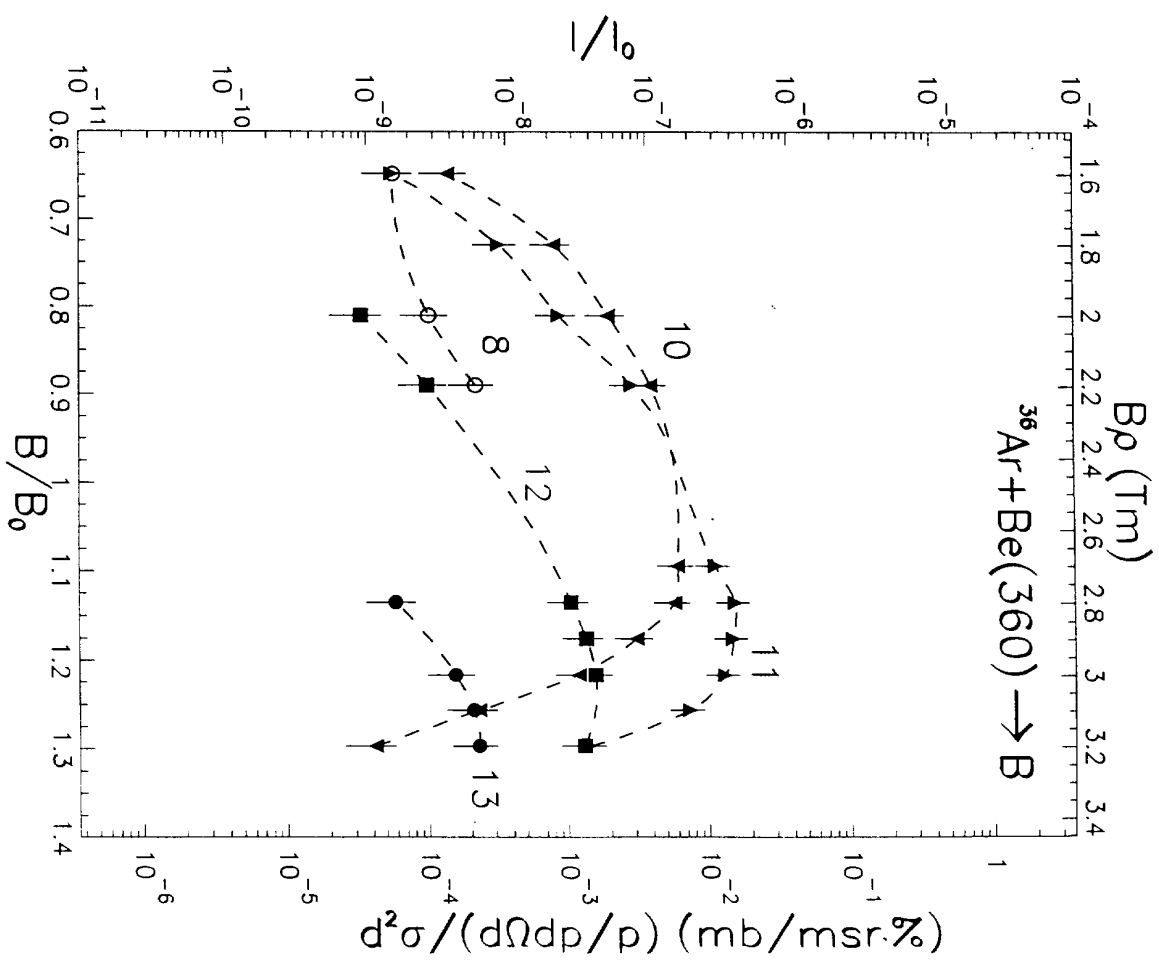 Bρ (Tm)
1.6 1.8 2 2.2 2.4 2.6 2.8 3 3.2 3.4
³⁶Ar+Be(360) → B
I/I₀
10⁻⁴
10⁻⁵
10⁻⁶
10⁻⁷
10⁻⁸
10⁻⁹
10⁻¹⁰
10⁻¹¹
11
10
12
13
8
1
10⁻¹
10⁻²
10⁻³
10⁻⁴
10⁻⁵
10⁻⁶
d²σ/(dΩdp/p) (mb/msr·%)
0.6 0.7 0.8 0.9 1 1.1 1.2 1.3 1.4
B/B₀